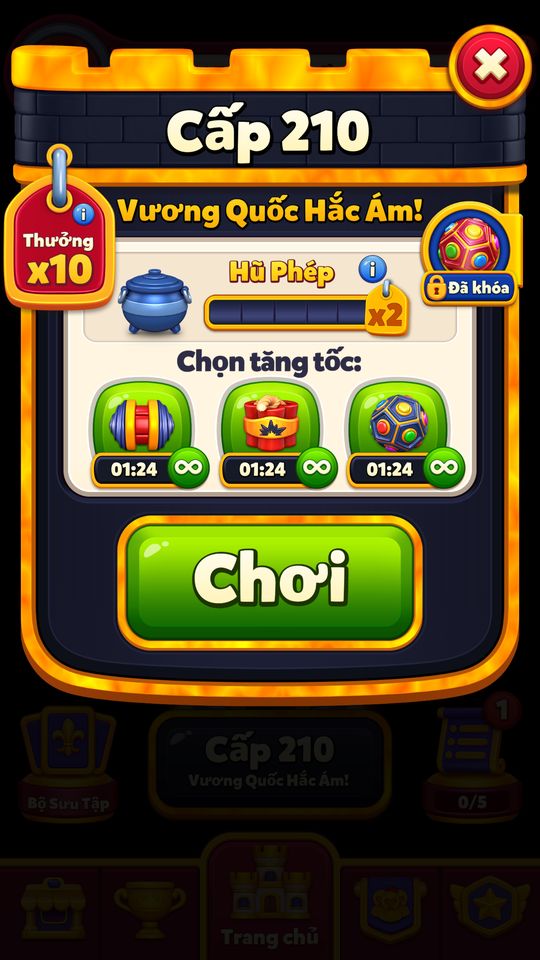 Cấp 210
Thưởng
x10
Vương Quốc Hắc Ám!
Đã khóa
Hũ Phép
x2
Chọn tăng tốc:
01:24
01:24
01:24
Chơi
Cấp 210
Vương Quốc Hắc Ám!
1
Bộ Sưu Tập
0/5
Trang chủ